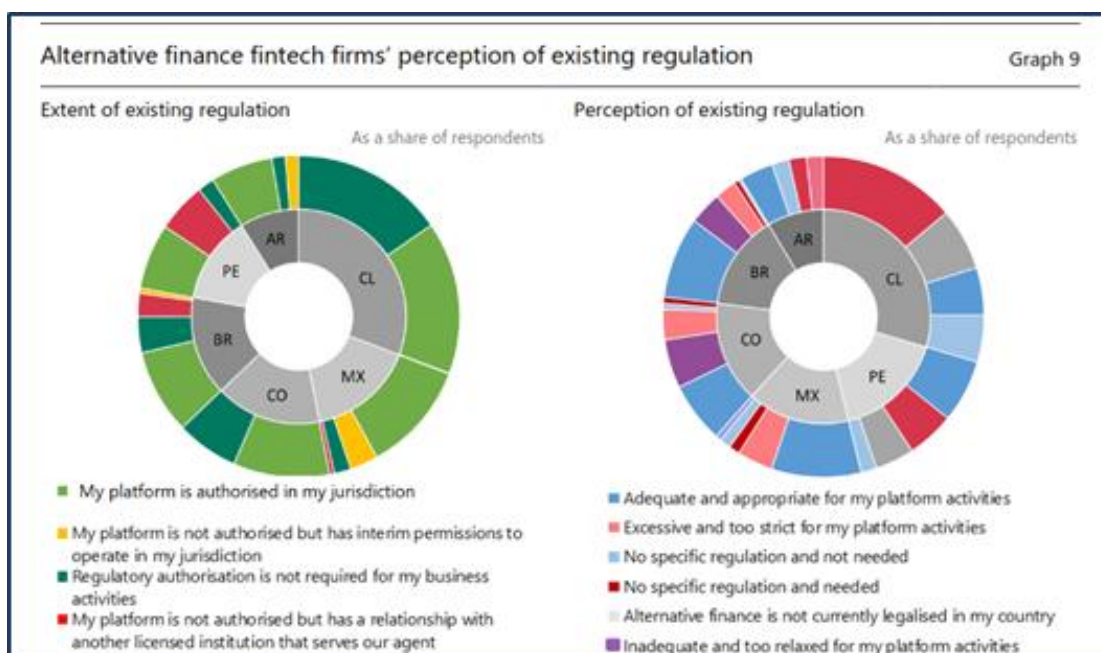 Alternative finance fintech firms' perception of existing regulation
Graph 9
Extent of existing regulation
As a share of respondents
AR
CL
PE
BR
CO
MX
My platform is authorised in my jurisdiction
My platform is not authorised but has interim permissions to
operate in my jurisdiction
Regulatory authorisation is not required for my business
activities
My platform is not authorised but has a relationship with
another licensed institution that serves our agent
Perception of existing regulation
As a share of respondents
AR
BR
CL
CO
PE
MX
Adequate and appropriate for my platform activities
Excessive and too strict for my platform activities
No specific regulation and not needed
No specific regulation and needed
Alternative finance is not currently legalised in my country
Inadequate and too relaxed for my platform activities